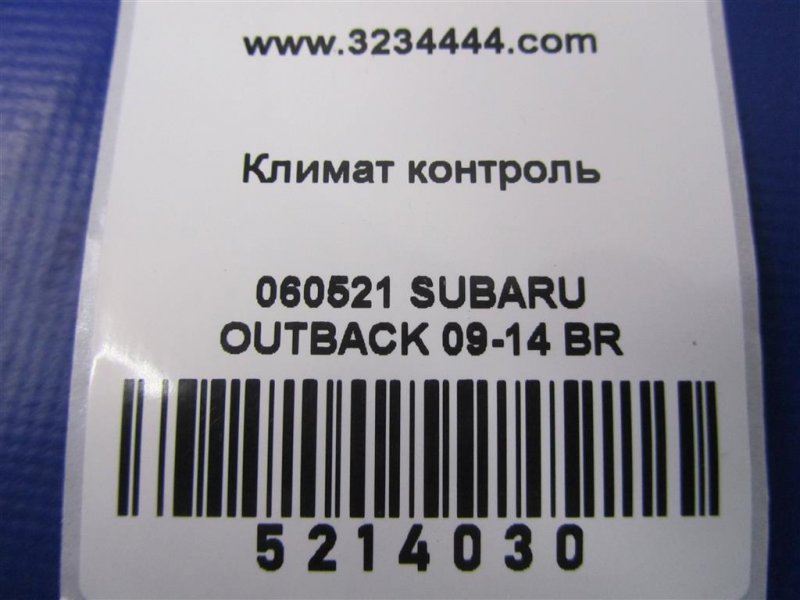 www.3234444.com
Климат контроль
060521 SUBARU
OUTBACK 09-14 BR
5214030